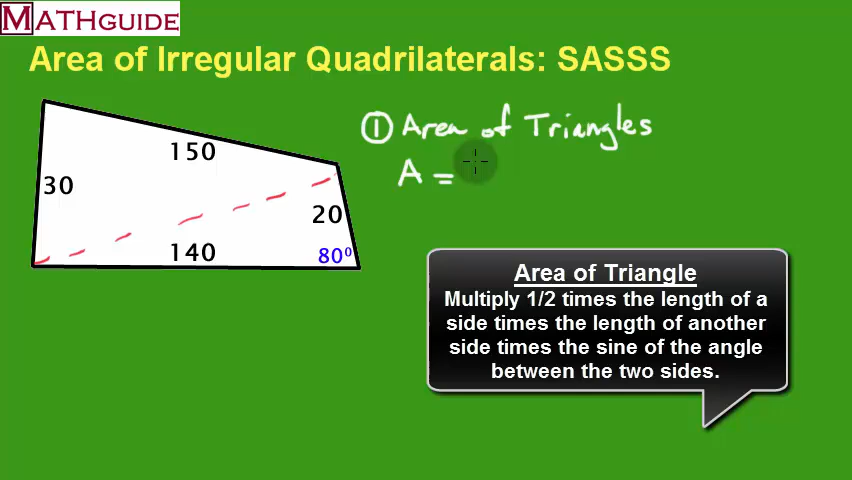 MATHGUIDE
Area of Irregular Quadrilaterals: SASSS
① Area of Triangles
A =
150
30
20
140
80⁰
Area of Triangle
Multiply 1/2 times the length of a
side times the length of another
side times the sine of the angle
between the two sides.